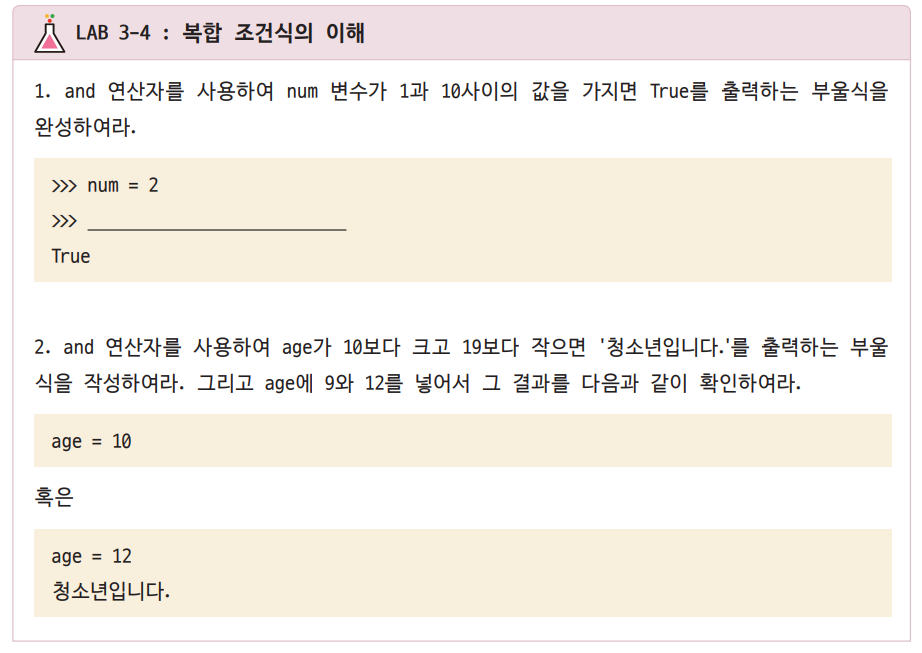 LAB 3-4 : 복합 조건식의 이해
1. and 연산자를 사용하여 num 변수가 1과 10사이의 값을 가지면 True를 출력하는 부울식을
완성하여라.
>>> num = 2
>>> ______________________
True
2. and 연산자를 사용하여 age가 10보다 크고 19보다 작으면 '청소년입니다.'를 출력하는 부울
식을 작성하여라. 그리고 age에 9와 12를 넣어서 그 결과를 다음과 같이 확인하여라.
age = 10
혹은
age = 12
청소년입니다.